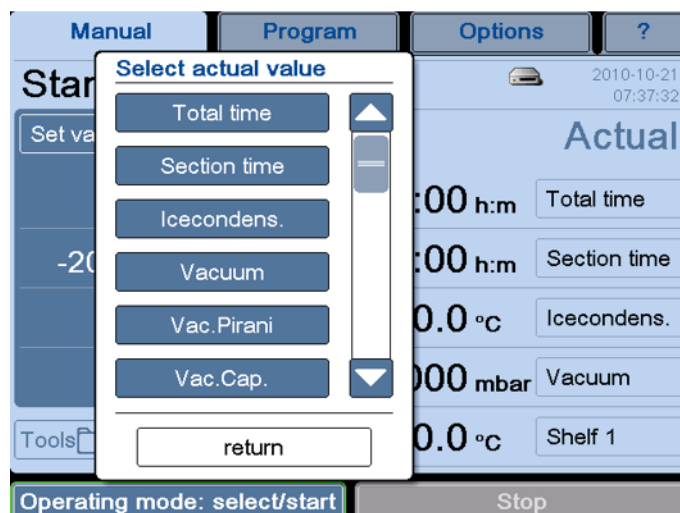 Manual Program Options ?
Select actual value
Star
2010-10-21
07:37:32
Set va
Actual
Total time
Section time
Icecondens.
Vacuum
Vac.Pirani
Vac.Cap.
return
:00 h:m Total time
-20
:00 h:m Section time
0.0 °C Icecondens.
000 mbar Vacuum
0.0 °C Shelf 1
Tools
Operating mode: select/start Stop